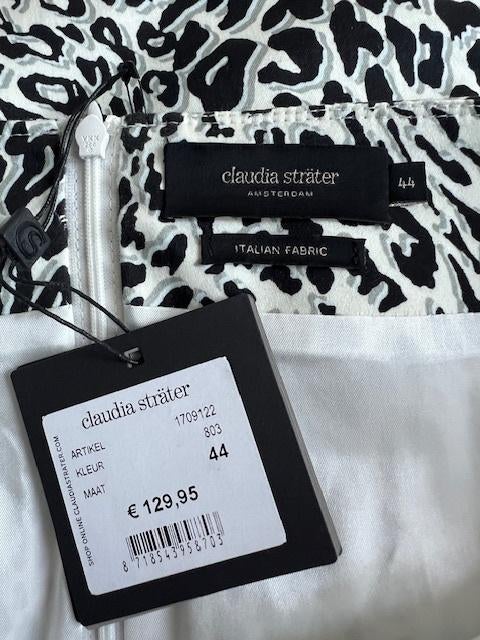 claudia sträter
AMSTERDAM
44
ITALIAN FABRIC
claudia sträter
ARTIKEL 1709122
KLEUR 803
MAAT 44
€ 129,95
8 718543 958703
SHOP ONLINE CLAUDIASTRATER.COM